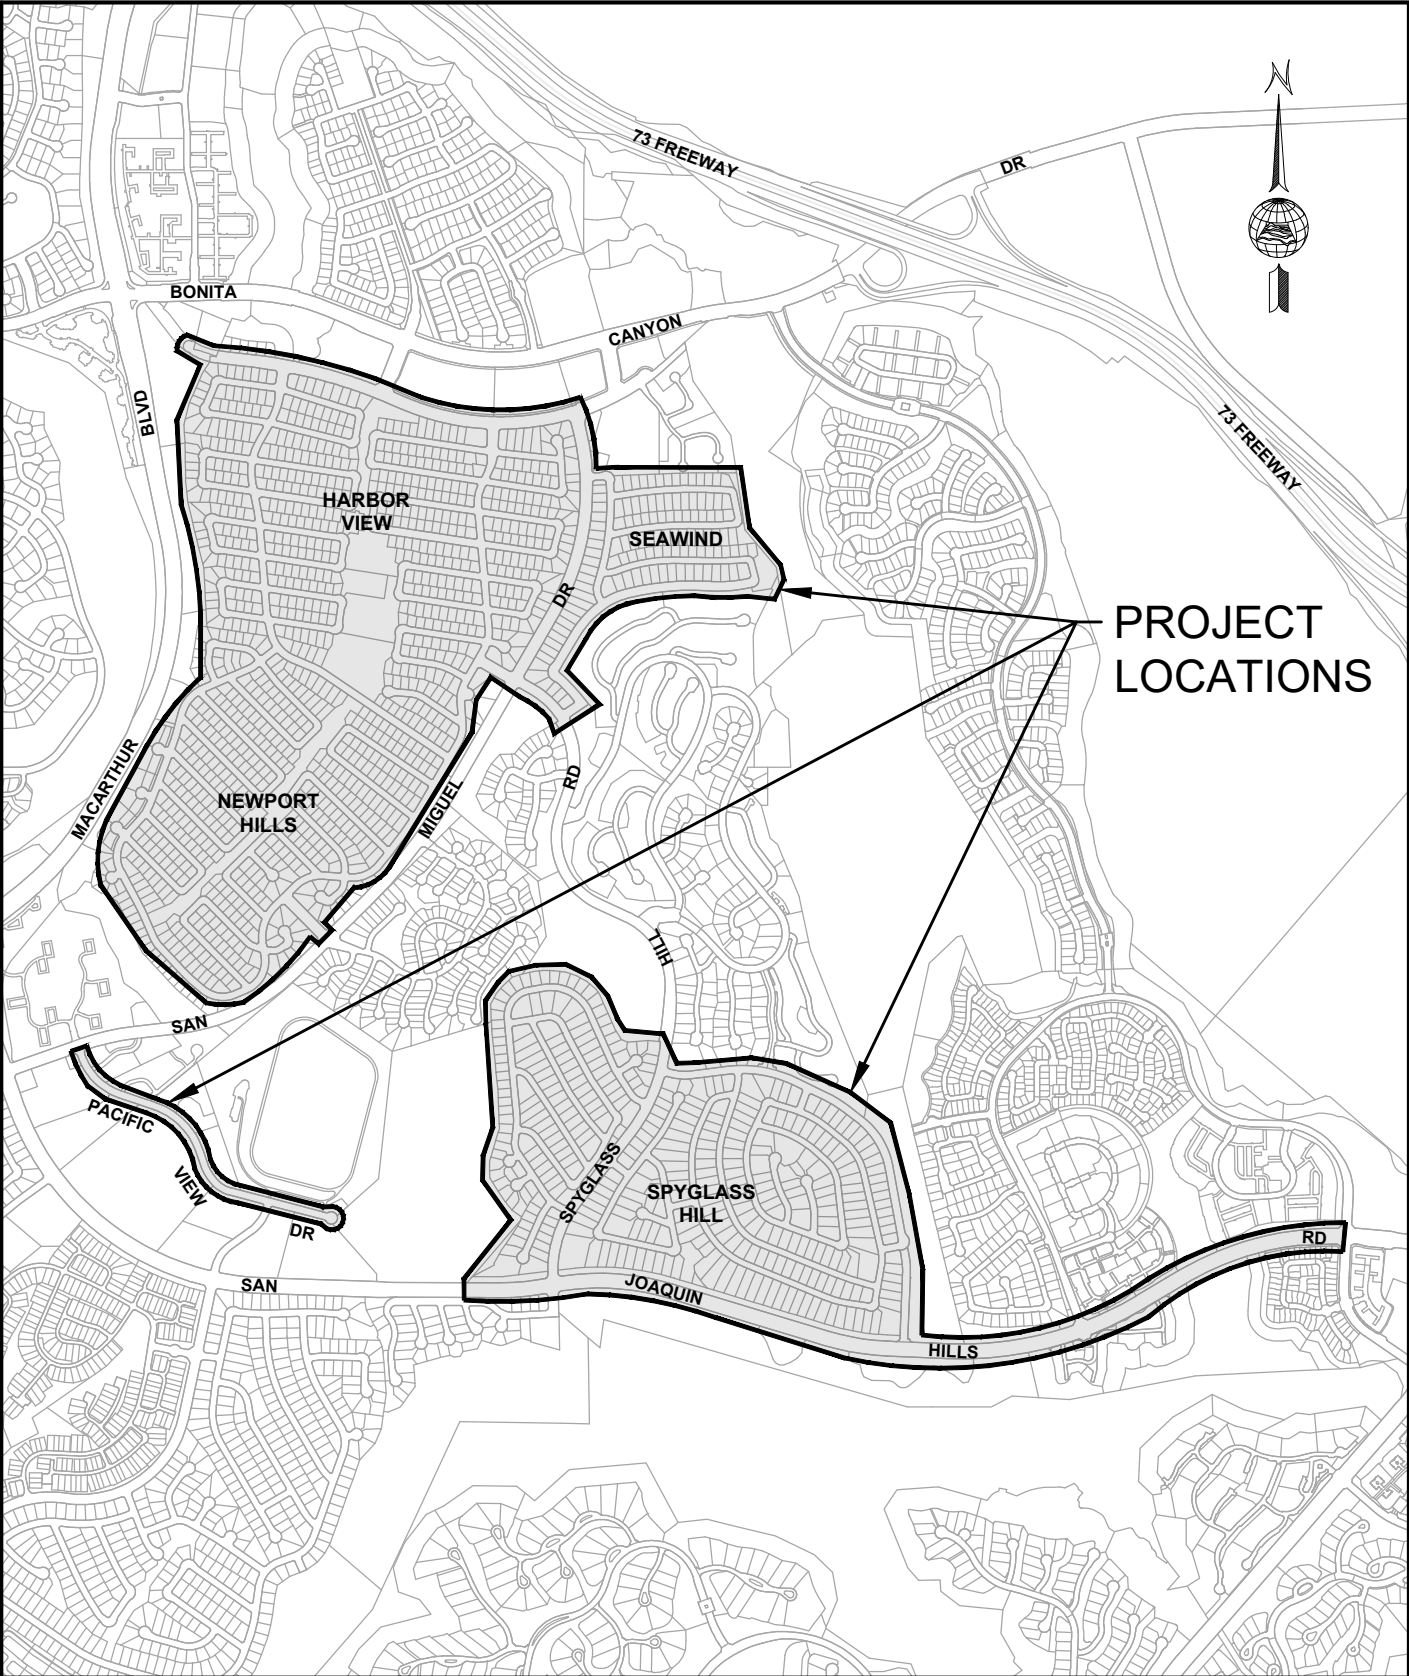 N
73 FREEWAY
DR
BONITA
CANYON
BLVD
73 FREEWAY
HARBOR
VIEW
SEAWIND
DR
PROJECT
LOCATIONS
MACARTHUR
NEWPORT
HILLS
MIGUEL
RD
HILL
SAN
PACIFIC
VIEW
DR
SPYGLASS
SPYGLASS
HILL
SAN
JOAQUIN
HILLS
RD